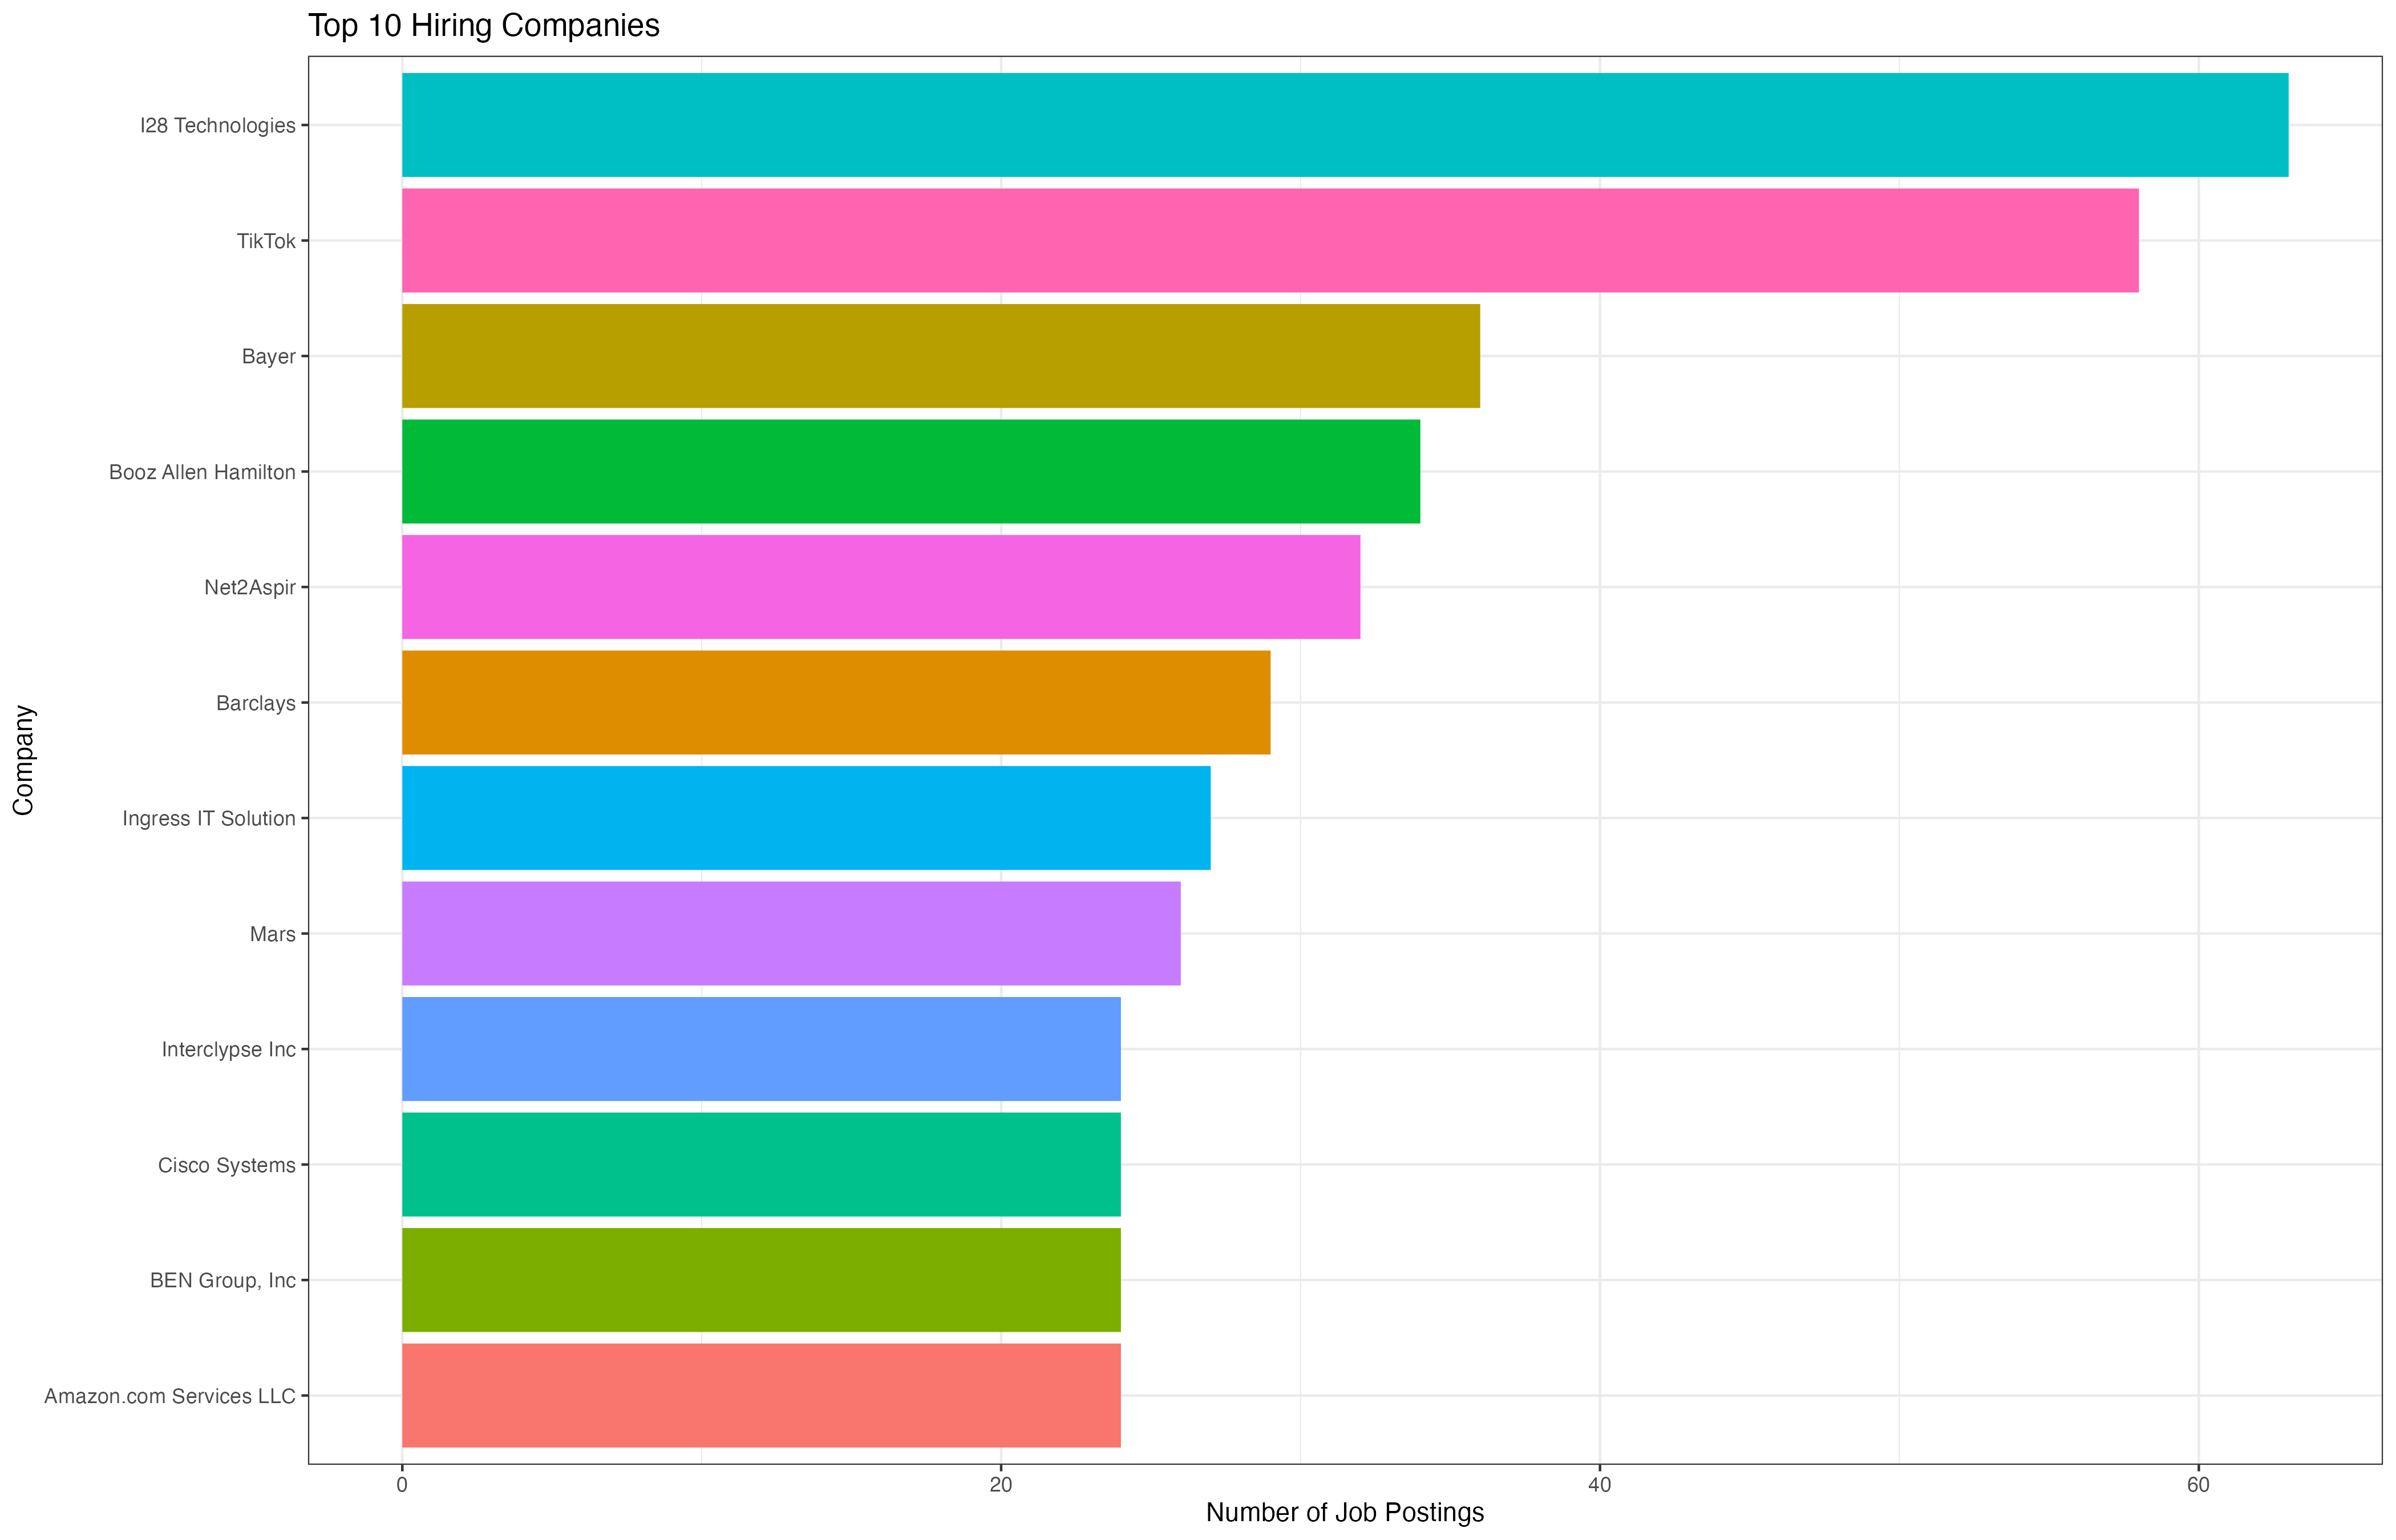 Top 10 Hiring Companies
Company
I28 Technologies
TikTok
Bayer
Booz Allen Hamilton
Net2Aspir
Barclays
Ingress IT Solution
Mars
Interclypse Inc
Cisco Systems
BEN Group, Inc
Amazon.com Services LLC
0 20 40 60
Number of Job Postings